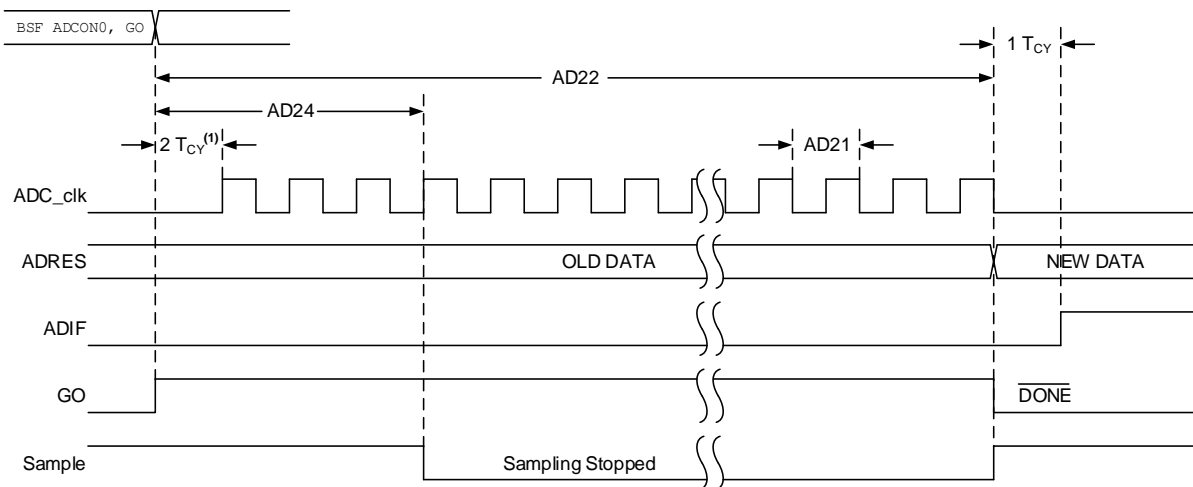 BSF ADCON0, GO
1 TCY
AD22
AD24
2 TCY(1)
AD21
ADC_clk
ADRES
OLD DATA
NEW DATA
ADIF
GO
DONE
Sample
Sampling Stopped